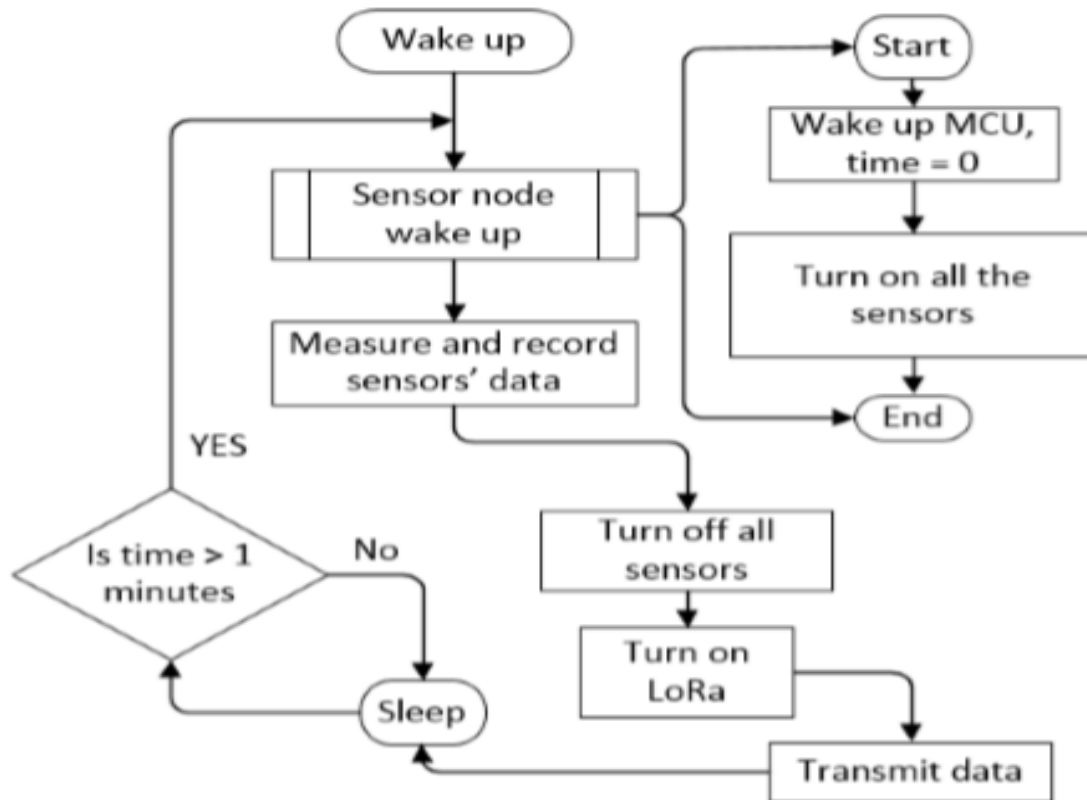 Wake up
Start
Wake up MCU,
time = 0
Sensor node
wake up
Turn on all the
sensors
Measure and record
sensors’ data
End
YES
Is time > 1
minutes
No
Turn off all
sensors
Turn on
LoRa
Sleep
Transmit data